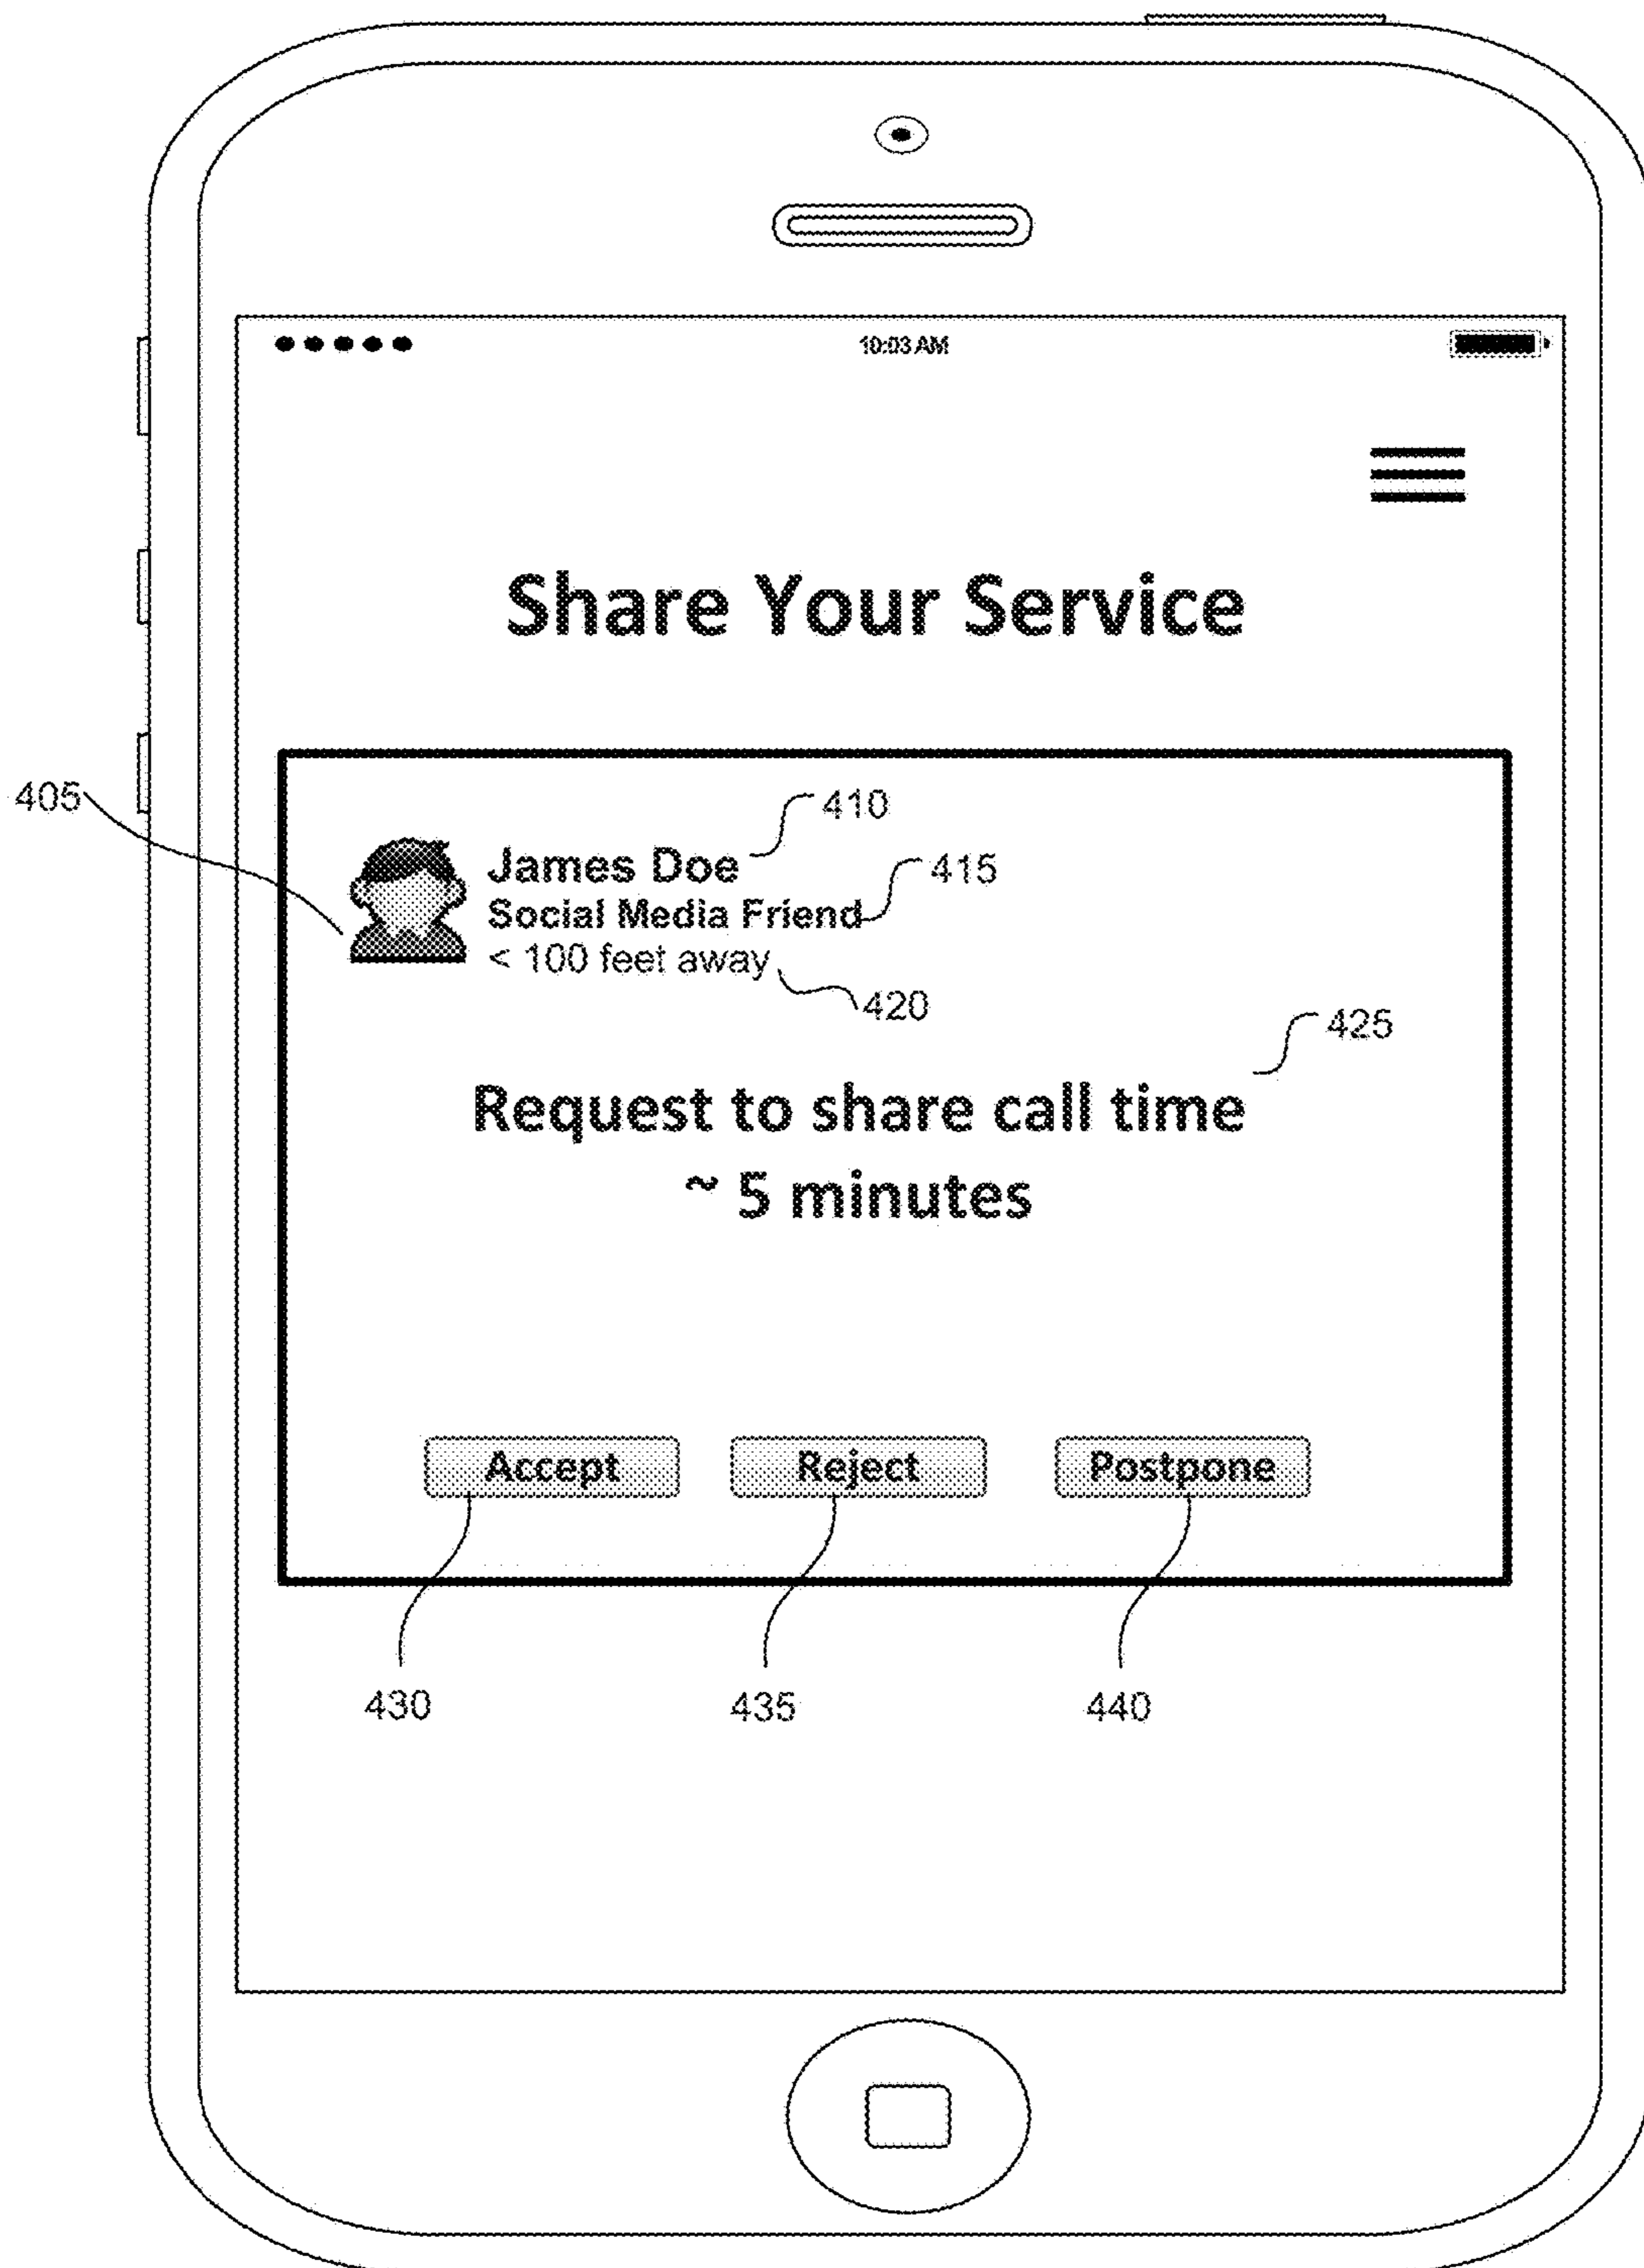 10:03 AM
Share Your Service
405
410
James Doe
415
Social Media Friend
< 100 feet away
420
425
Request to share call time
~ 5 minutes
Accept Reject Postpone
430 435 440